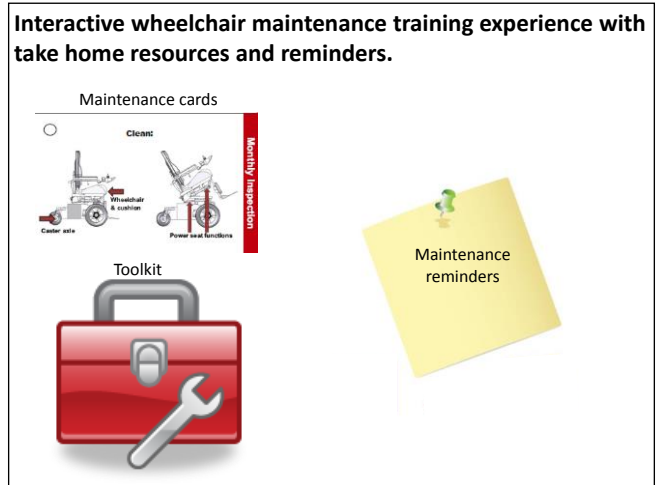 Interactive wheelchair maintenance training experience with
take home resources and reminders.
Maintenance cards
Clean:
Monthly Inspection
Wheelchair
& cushion
Caster axle
Power seat functions
Toolkit
Maintenance
reminders